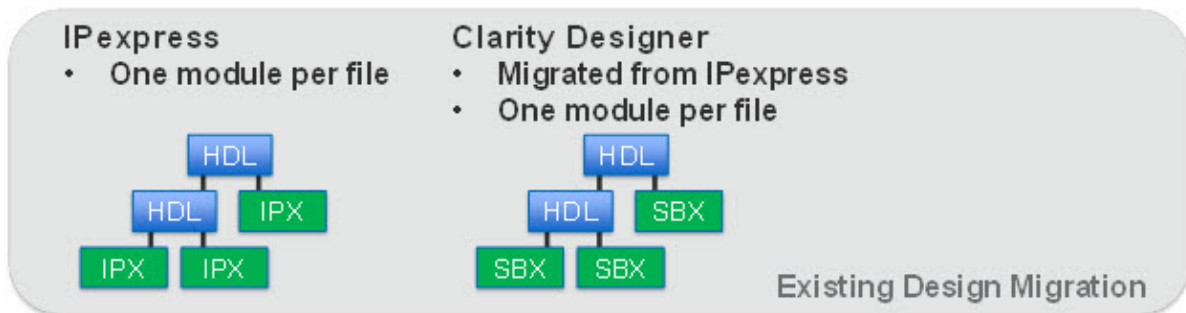 IPexpress
• One module per file
Clarity Designer
• Migrated from IPexpress
• One module per file
HDL
HDL IPX
IPX IPX
HDL
HDL SBX
SBX SBX
Existing Design Migration